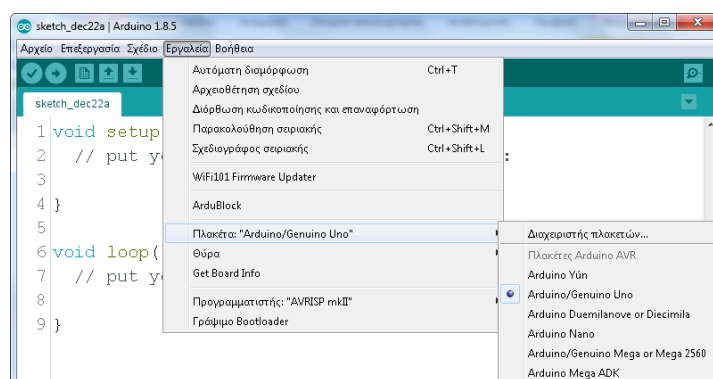 sketch_dec22a | Arduino 1.8.5
Αρχείο Επεξεργασία Σχέδιο Εργαλεία Βοήθεια
sketch_dec22a
Αυτόματη διαμόρφωση Ctrl+T
Αρχειοθέτηση σχεδίου
Διόρθωση κωδικοποίησης και επαναφόρτωση
Παρακολούθηση σειριακής Ctrl+Shift+M
Σχεδιογράφος σειριακής Ctrl+Shift+L
WiFi101 Firmware Updater
ArduBlock
Πλακέτα: "Arduino/Genuino Uno"
Θύρα
Get Board Info
Προγραμματιστής: "AVRISP mkII"
Γράψιμο Bootloader
Διαχειριστής πλακετών...
Πλακέτες Arduino AVR
Arduino Yún
Arduino/Genuino Uno
Arduino Duemilanove or Diecimila
Arduino Nano
Arduino/Genuino Mega or Mega 2560
Arduino Mega ADK
1 void setup
2 // put y :
3
4 }
5
6 void loop(
7 // put y
8
9 }